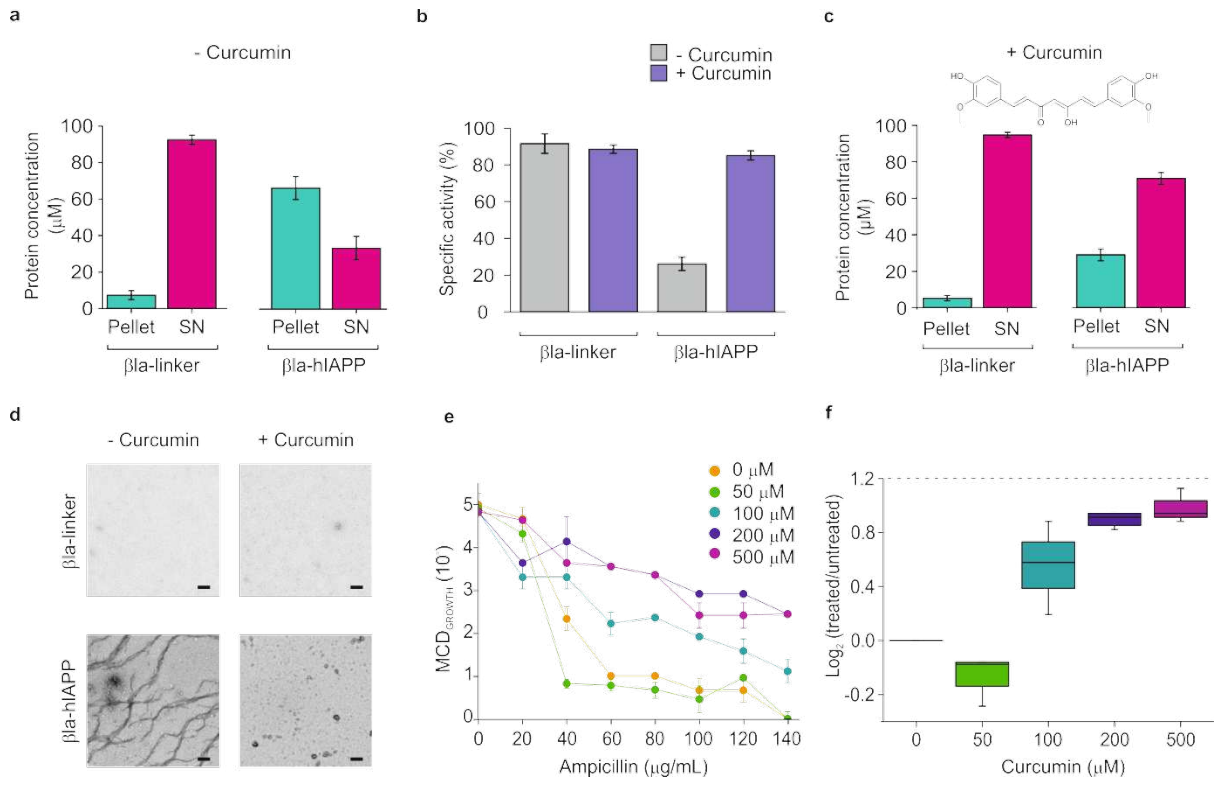 a
- Curcumin
Protein concentration
(μM)
100
80
60
40
20
0
Pellet SN Pellet SN
βla-linker βla-hIAPP
b
- Curcumin
+ Curcumin
Specific activity (%)
100
80
60
40
20
0
βla-linker βla-hIAPP
c
+ Curcumin
HO
O
O
OH
O
OH
Protein concentration
(μM)
100
80
60
40
20
0
Pellet SN Pellet SN
βla-linker βla-hIAPP
d
- Curcumin + Curcumin
βla-linker
βla-hIAPP
e
0 μM
50 μM
100 μM
200 μM
500 μM
MCD GROWTH (10-)
5
4
3
2
1
0
0 20 40 60 80 100 120 140
Ampicillin (μg/mL)
f
Log2 (treated/untreated)
1.2
0.8
0.4
0.0
-0.2
0 50 100 200 500
Curcumin (μM)